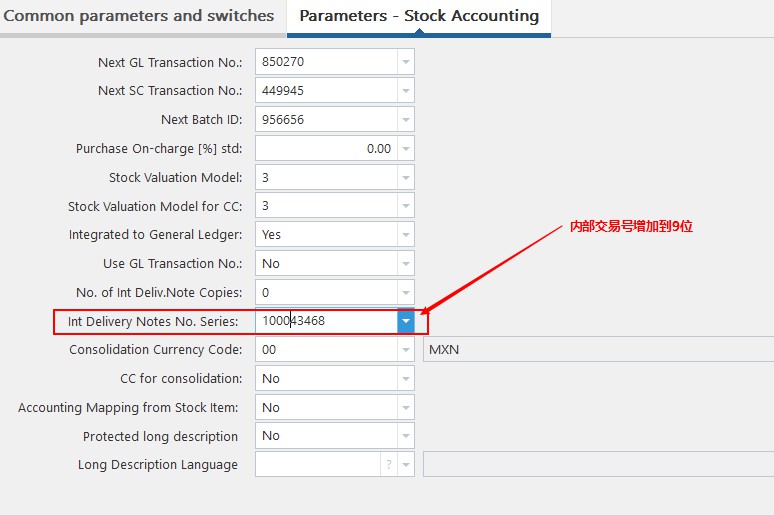 Common parameters and switches Parameters - Stock Accounting
Next GL Transaction No.: 850270
Next SC Transaction No.: 449945
Next Batch ID: 956656
Purchase On-charge [%] std: 0.00
Stock Valuation Model: 3
Stock Valuation Model for CC: 3
内部交易号增加到9位
Integrated to General Ledger: Yes
Use GL Transaction No.: No
No. of Int Deliv.Note Copies: 0
Int Delivery Notes No. Series: 100043468
Consolidation Currency Code: 00 MXN
CC for consolidation: No
Accounting Mapping from Stock Item: No
Protected long description No
Long Description Language ?